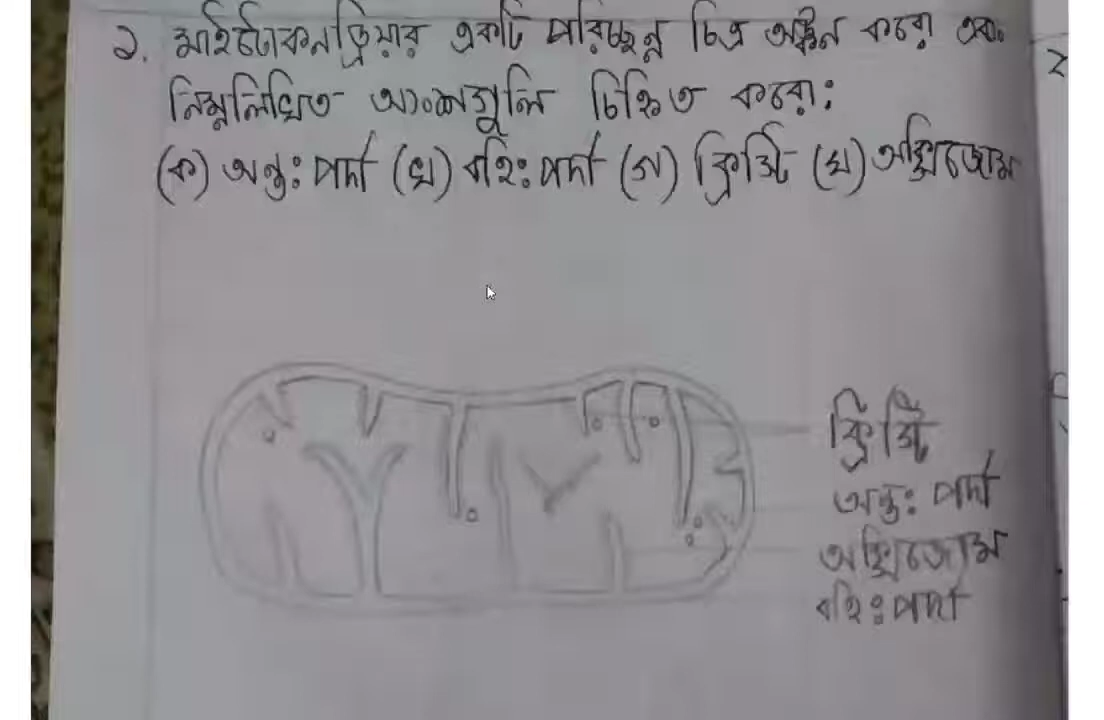 ১. মাইটোকনড্রিয়ার একটি পরিচ্ছন্ন চিত্র অঙ্কন করো এবং
নিম্নলিখিত অংশগুলি চিহ্নিত করো:
(ক) অন্তঃপর্দা (খ) বহিঃপর্দা (গ) ক্রিস্টি (ঘ) অক্সিজোম
ক্রিস্টি
অন্তঃ পর্দা
অক্সিজোম
বহিঃপর্দা
২